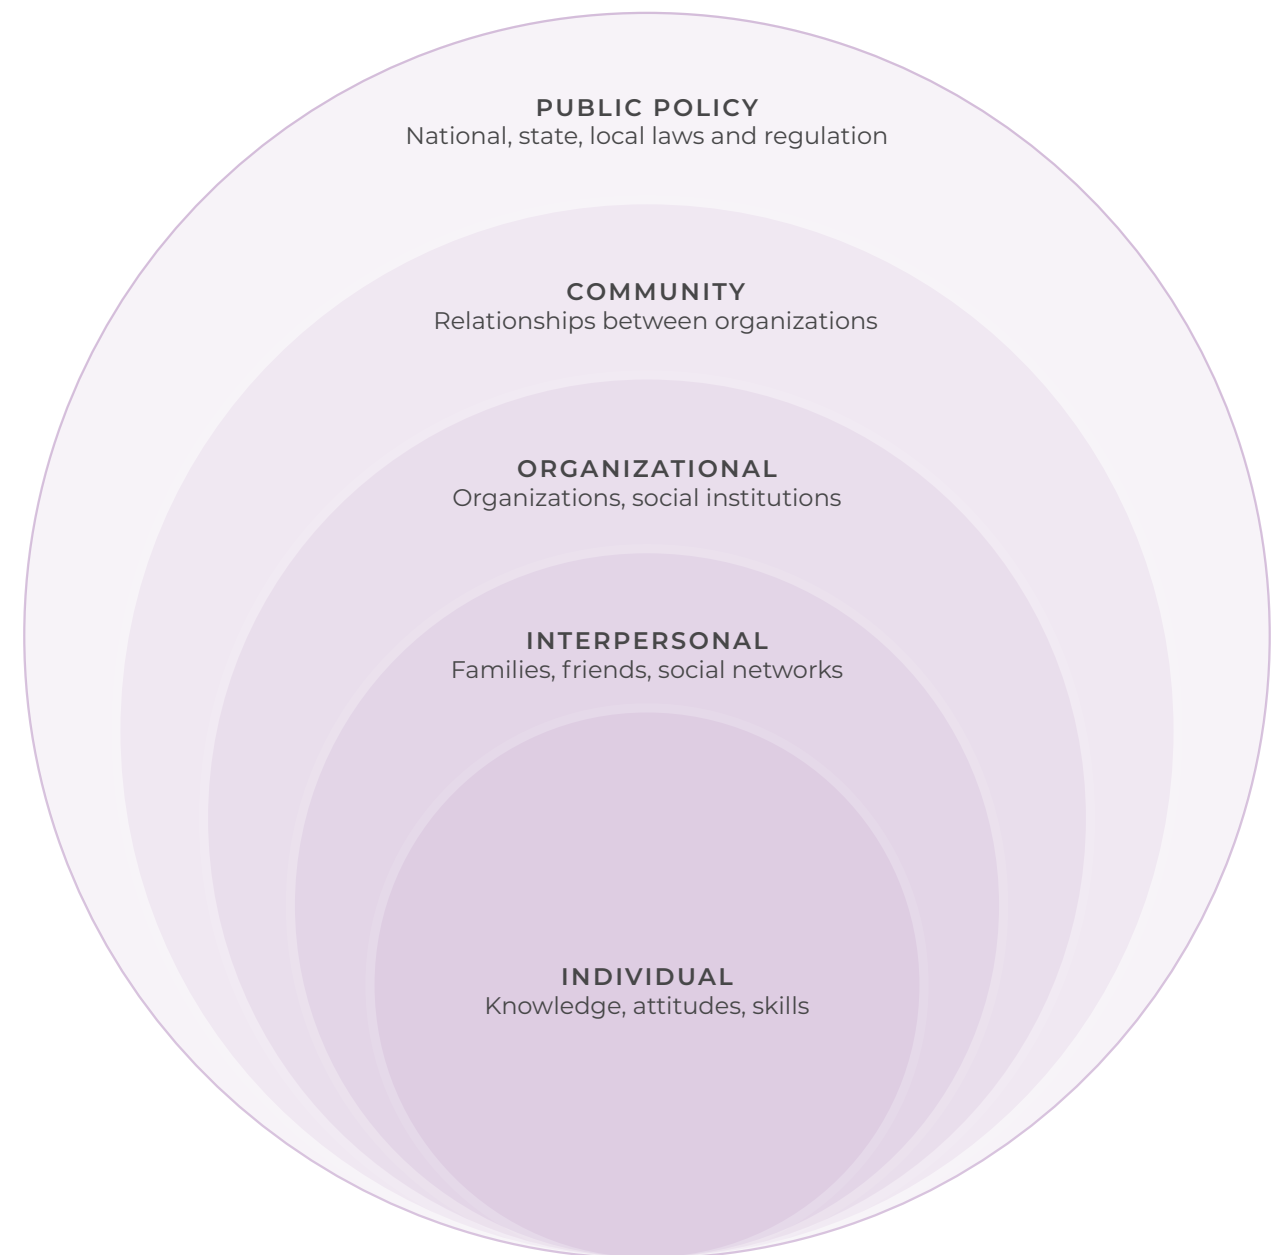 PUBLIC POLICY
National, state, local laws and regulation
COMMUNITY
Relationships between organizations
ORGANIZATIONAL
Organizations, social institutions
INTERPERSONAL
Families, friends, social networks
INDIVIDUAL
Knowledge, attitudes, skills